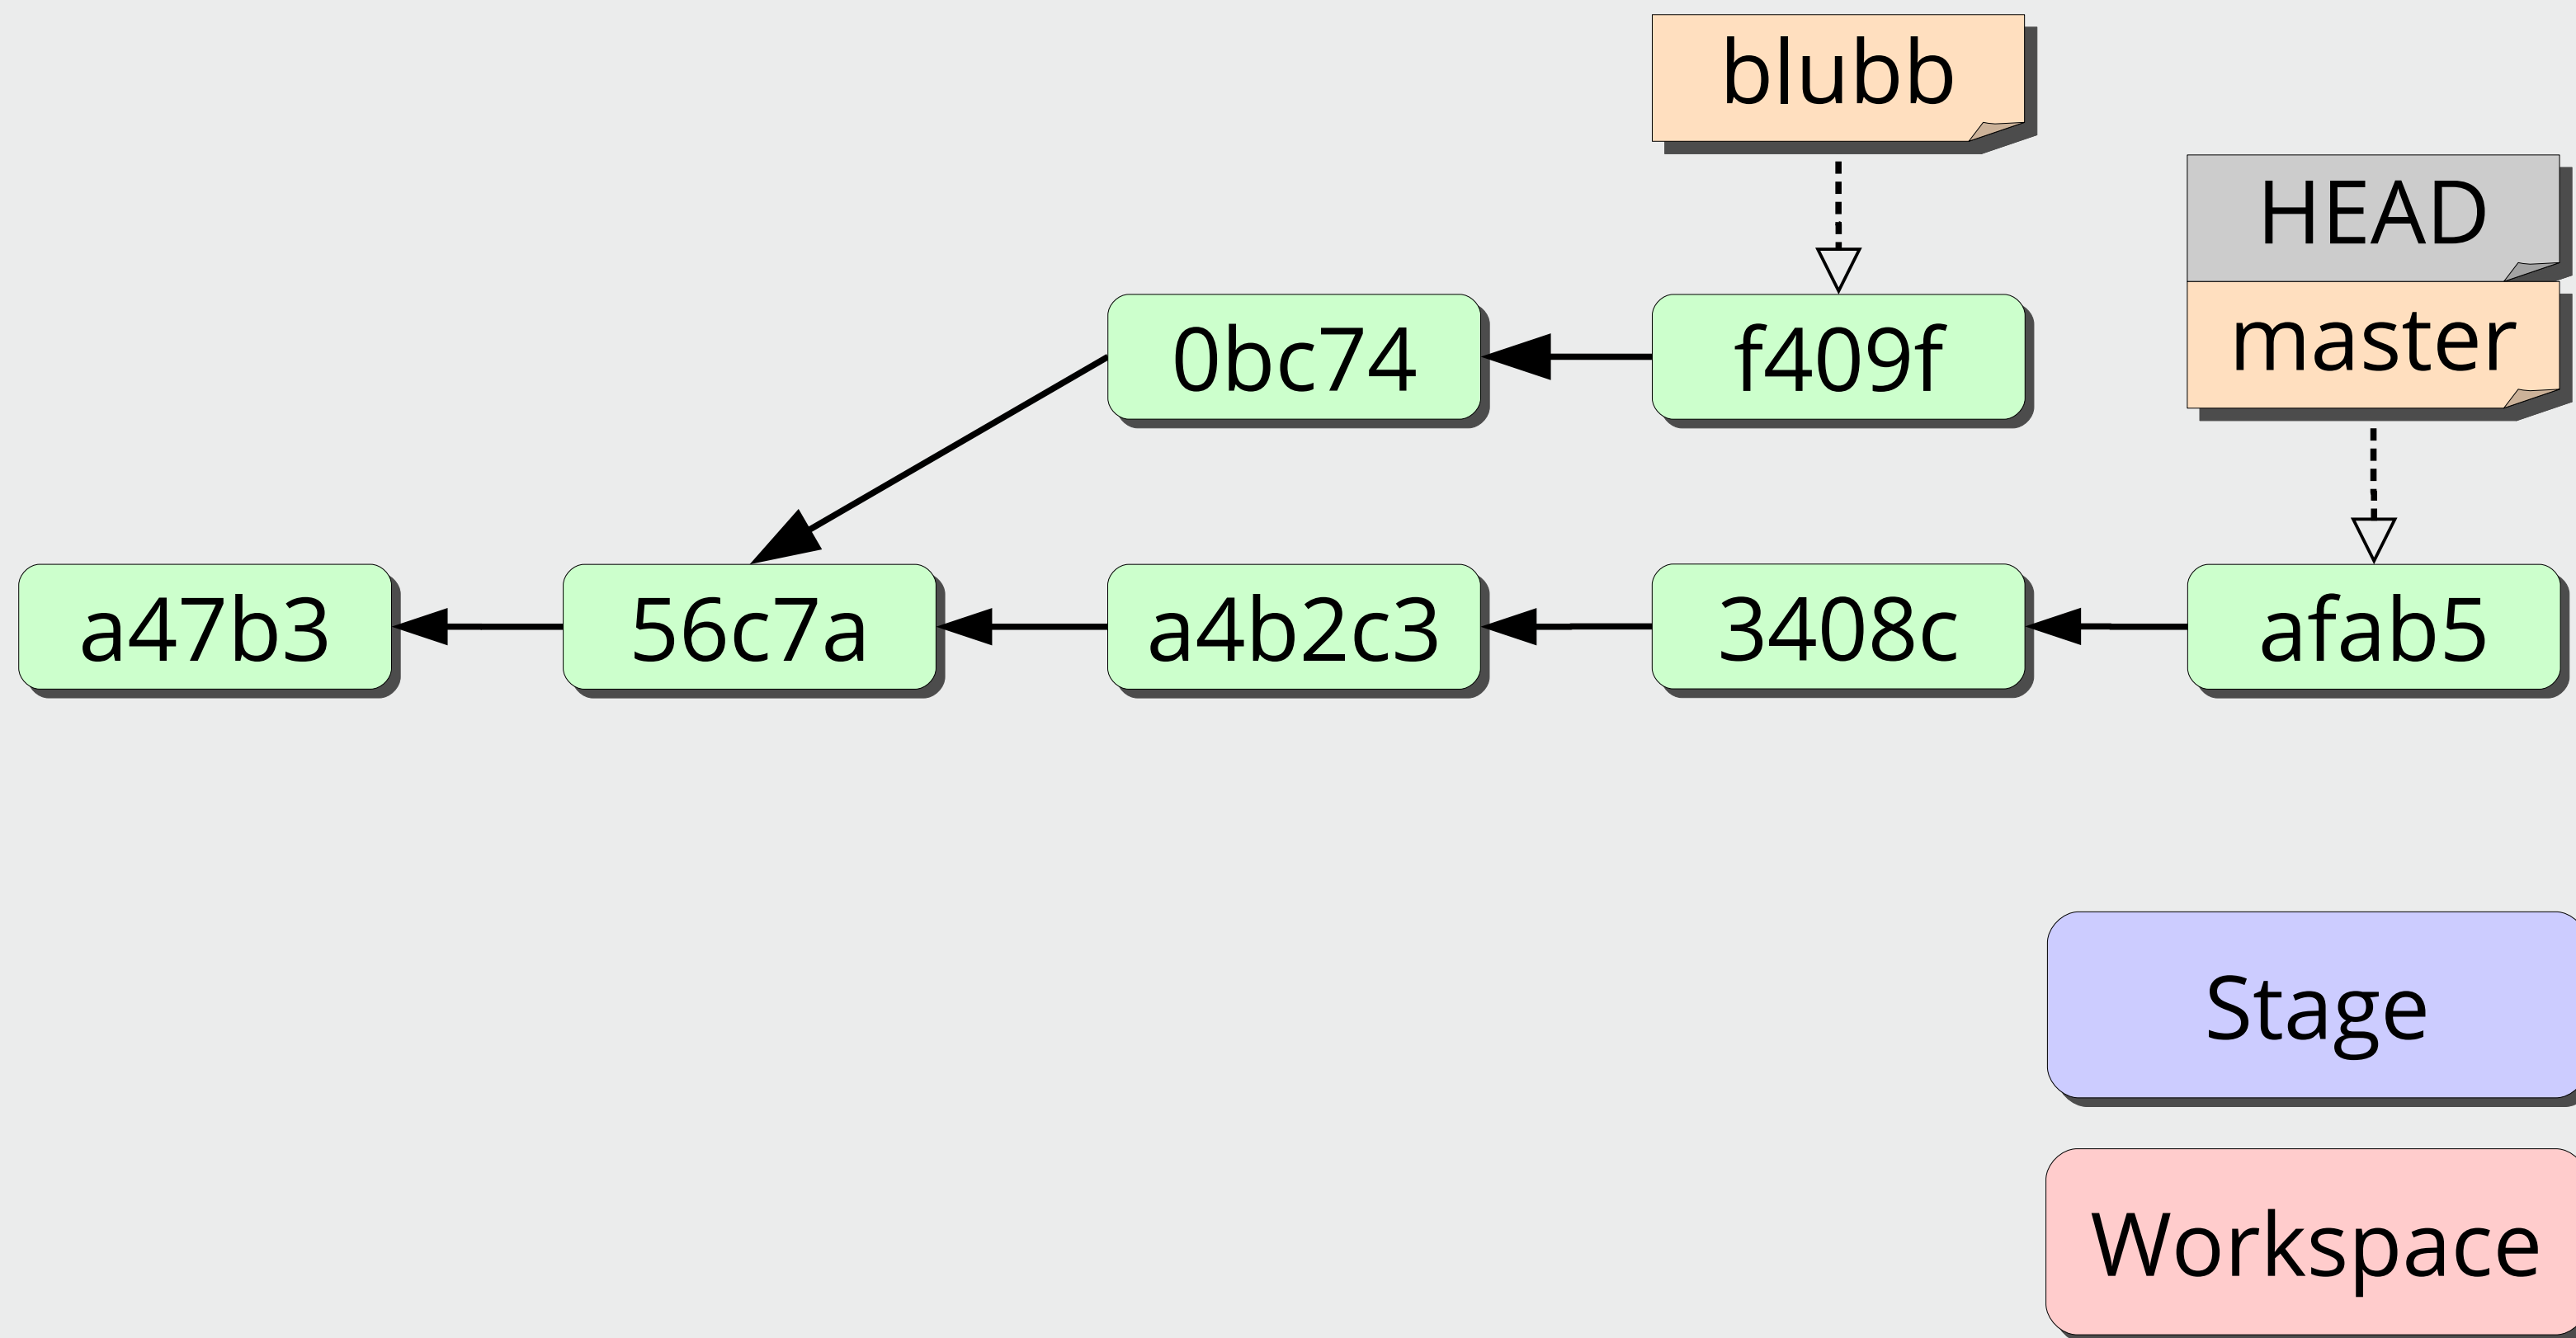 blubb
HEAD
master
0bc74
f409f
a47b3
56c7a
a4b2c3
3408c
afab5
Stage
Workspace